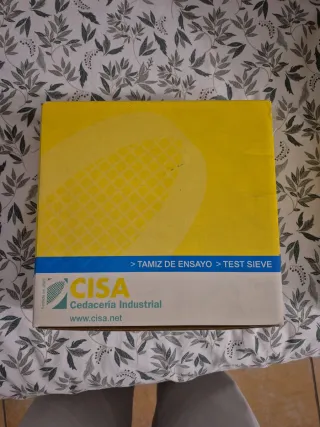 > TAMIZ DE ENSAYO > TEST SIEVE
CISA
Cedacería Industrial
www.cisa.net